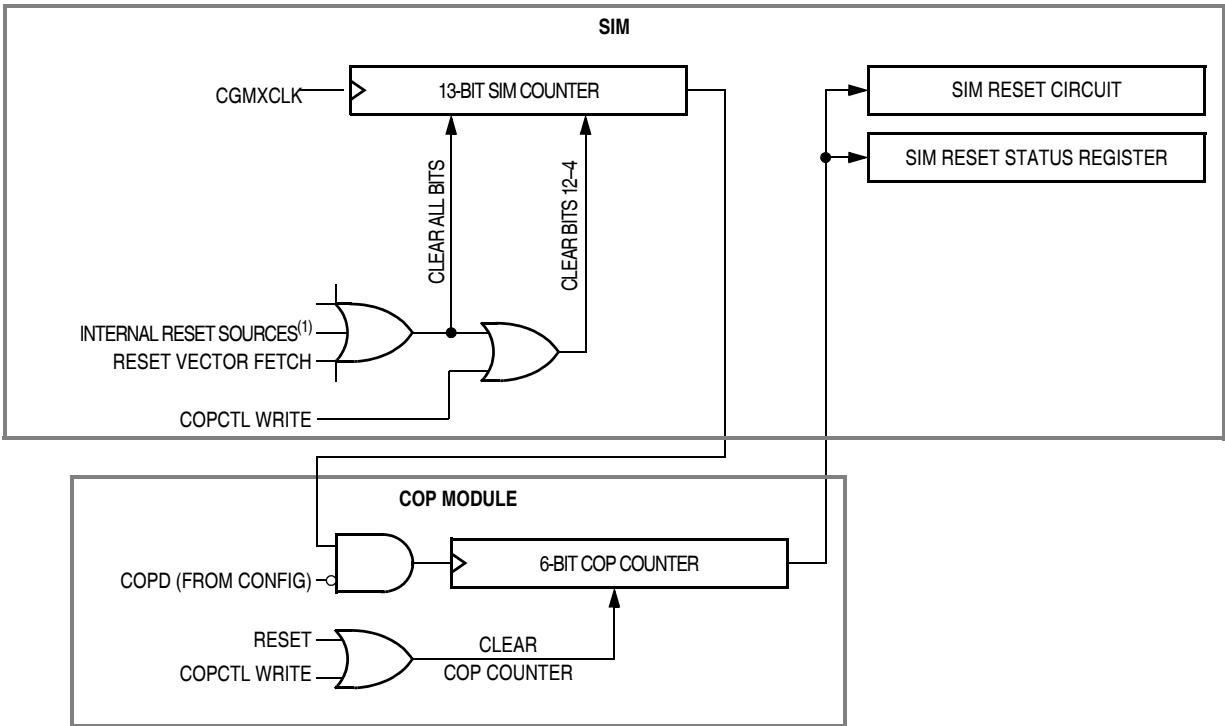 SIM
CGMXCLK
13-BIT SIM COUNTER
SIM RESET CIRCUIT
SIM RESET STATUS REGISTER
CLEAR ALL BITS
CLEAR BITS 12–4
INTERNAL RESET SOURCES(1)
RESET VECTOR FETCH
COPCTL WRITE
COP MODULE
COPD (FROM CONFIG)
6-BIT COP COUNTER
RESET
COPCTL WRITE
CLEAR
COP COUNTER